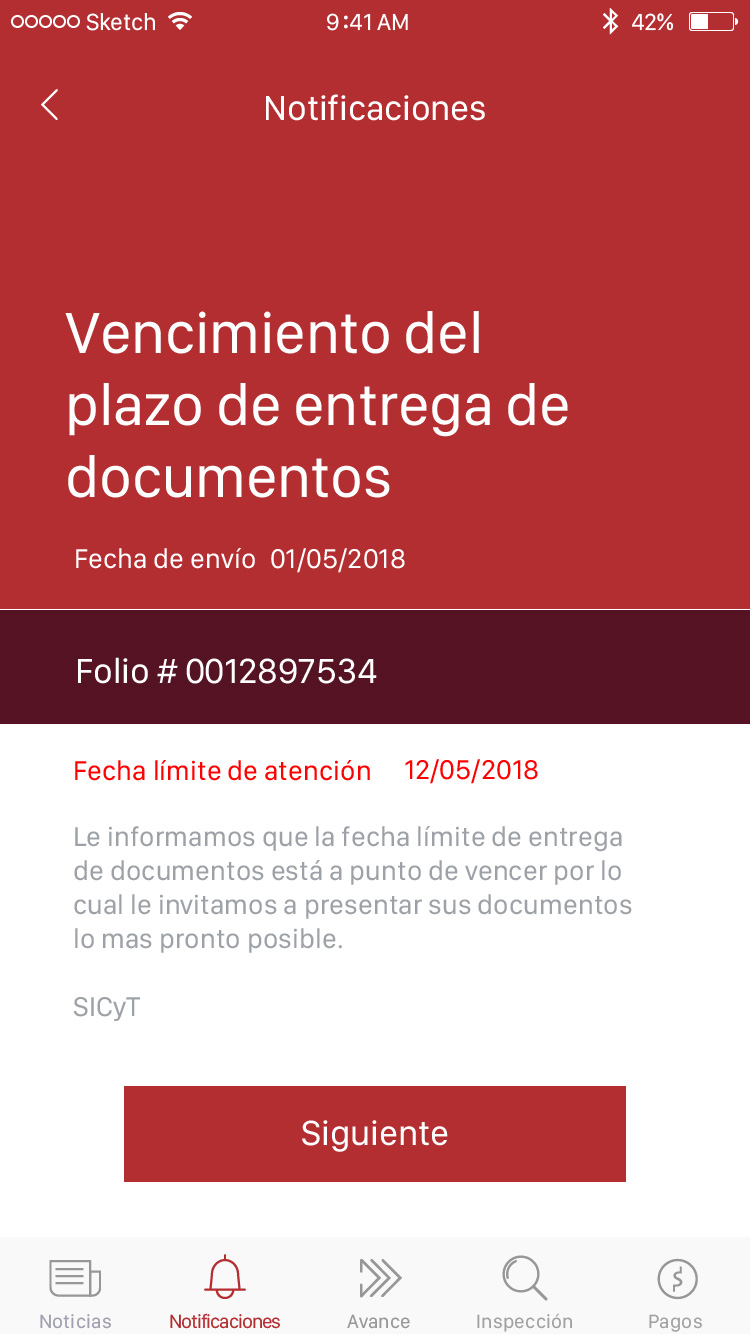 Sketch 9:41 AM 42%
Notificaciones
Vencimiento del
plazo de entrega de
documentos
Fecha de envío 01/05/2018
Folio # 0012897534
Fecha límite de atención 12/05/2018
Le informamos que la fecha límite de entrega
de documentos está a punto de vencer por lo
cual le invitamos a presentar sus documentos
lo mas pronto posible.
SICyT
Siguiente
Noticias Notificaciones Avance Inspección Pagos